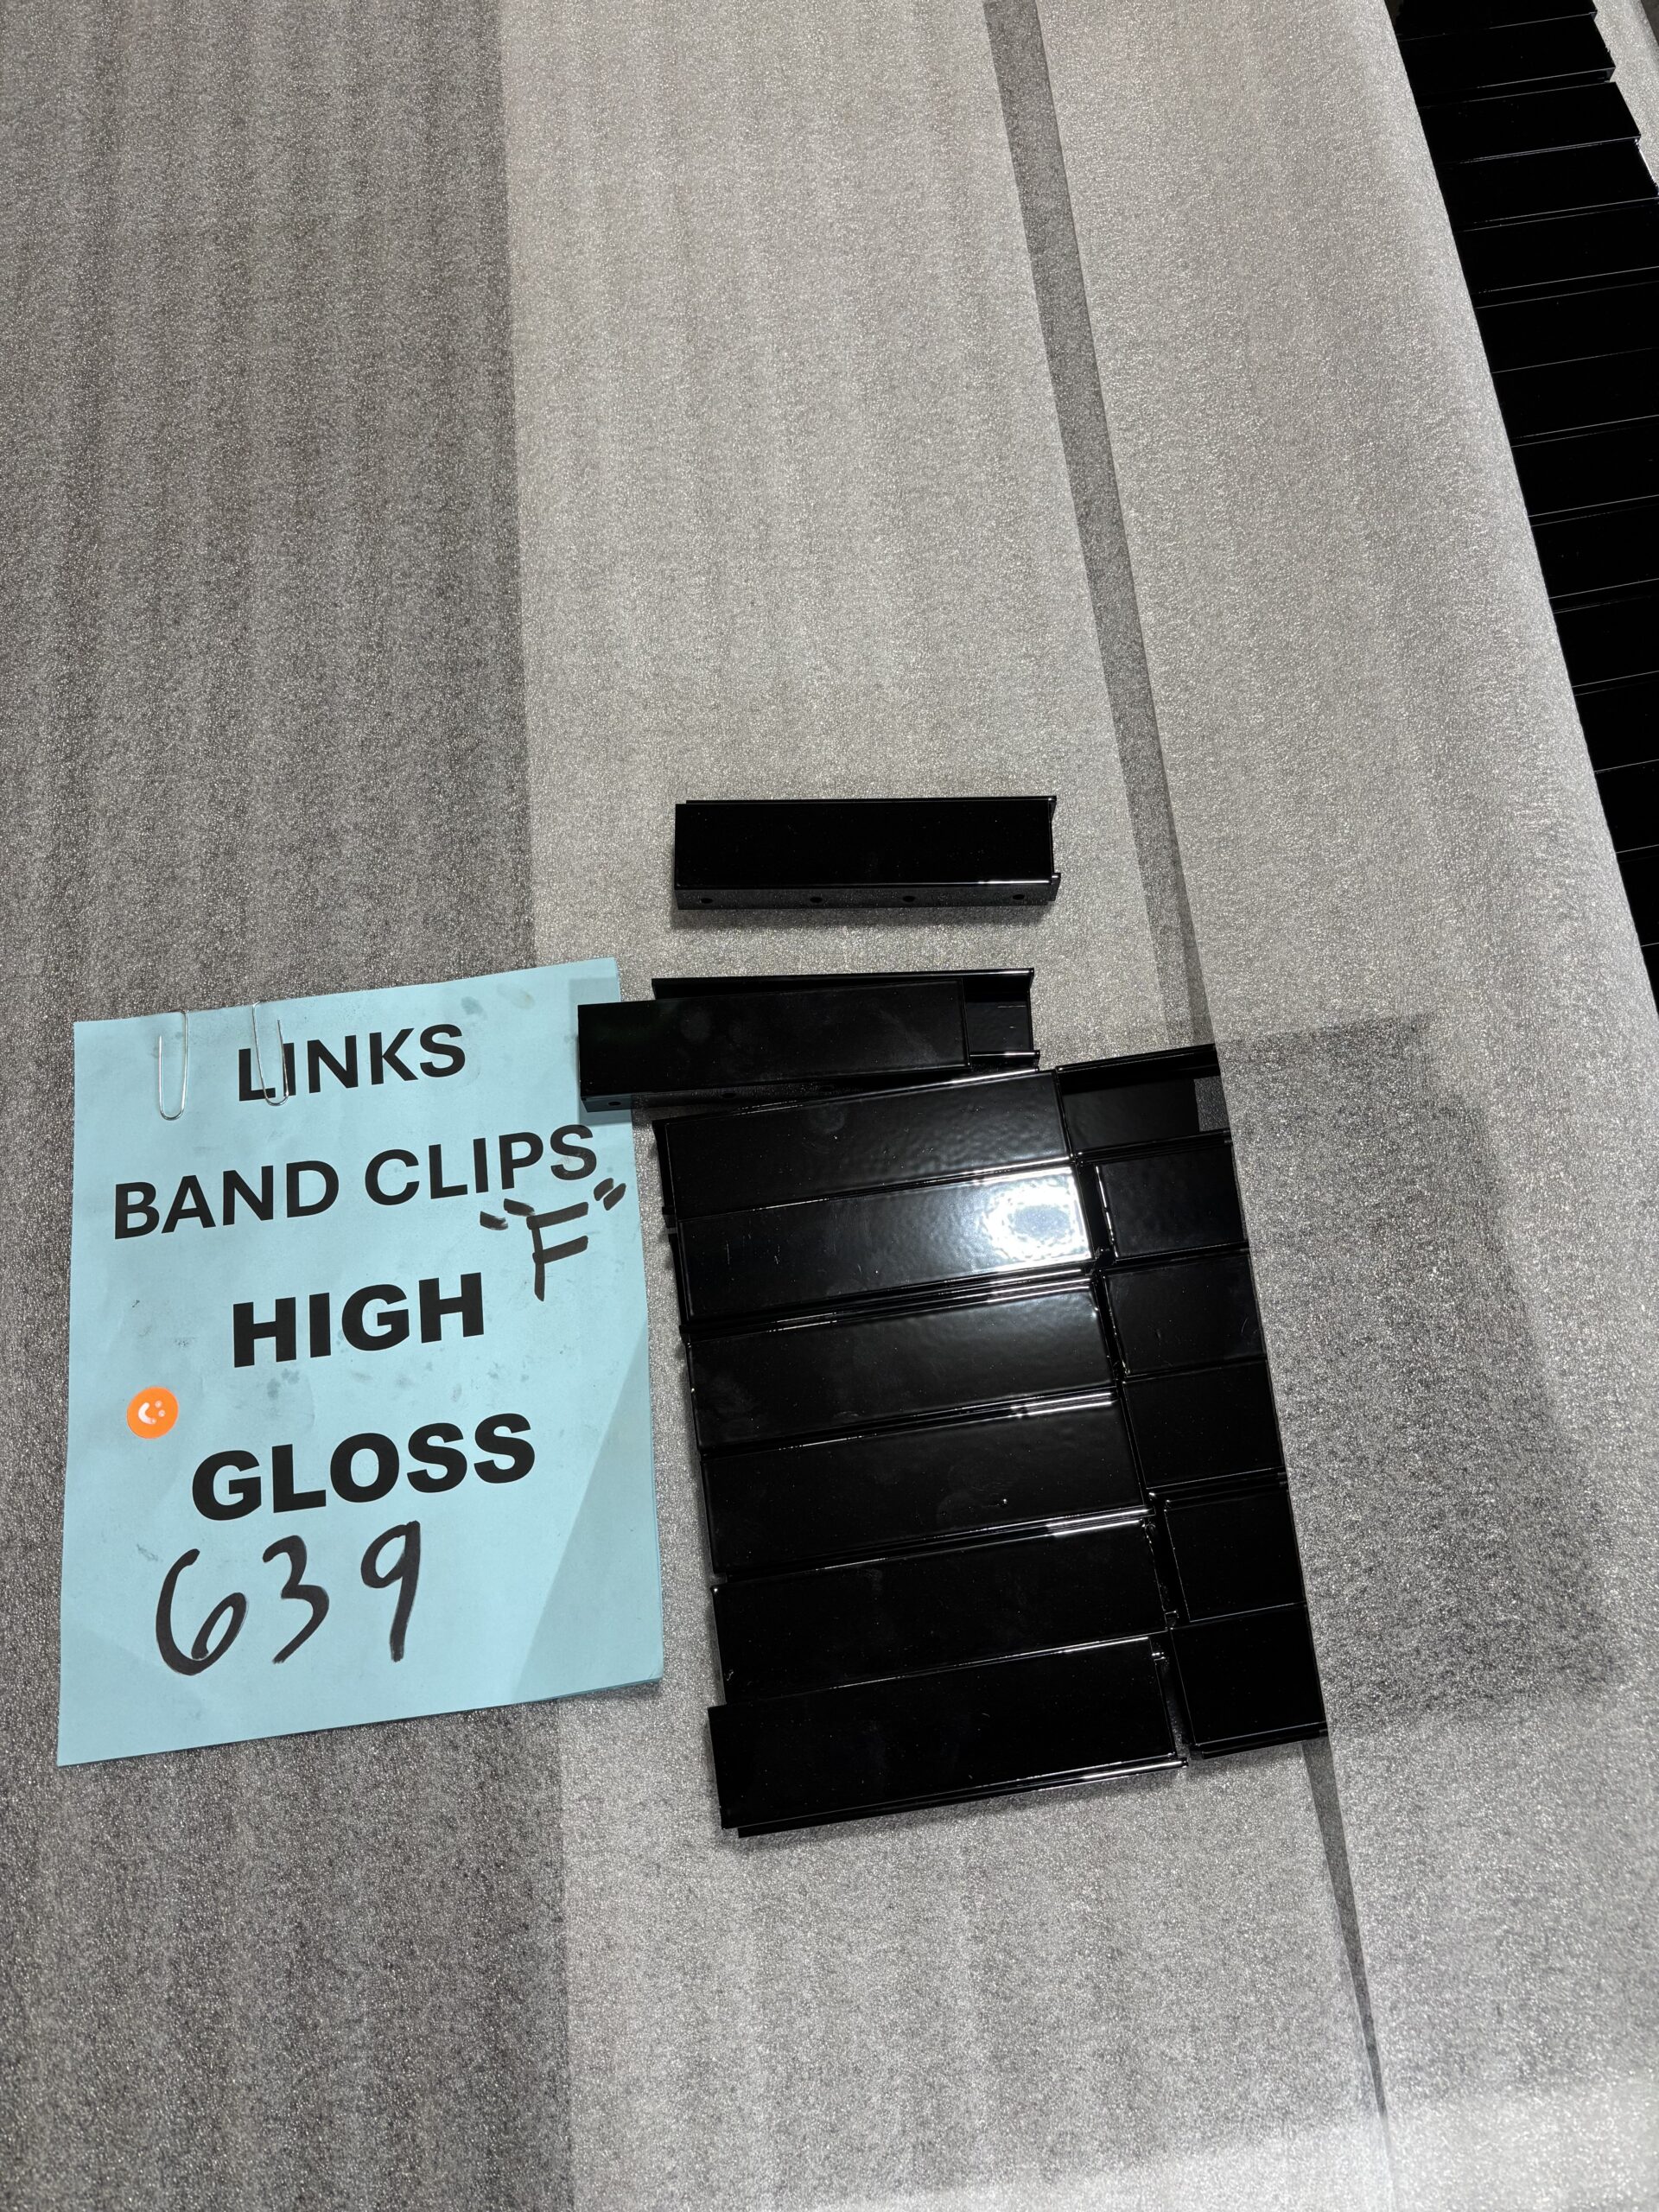 LINKS
BAND CLIPS
"F"
HIGH
GLOSS
639